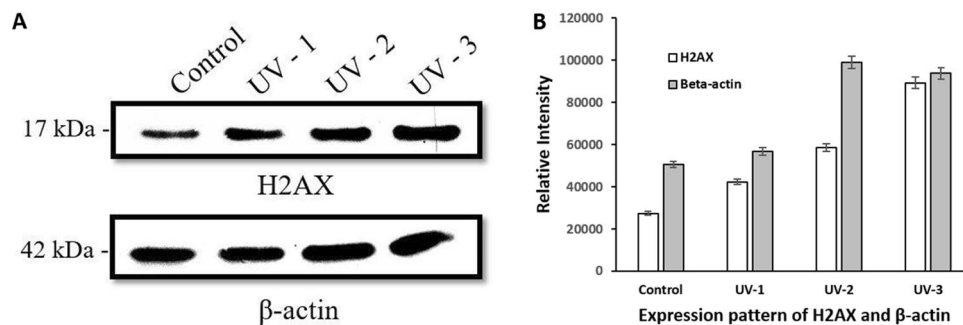 A
Control
UV - 1
UV - 2
UV - 3
17 kDa -
H2AX
42 kDa -
β-actin
B
120000
100000
80000
60000
40000
20000
0
Relative Intensity
H2AX
Beta-actin
Control UV-1 UV-2 UV-3
Expression pattern of H2AX and β-actin